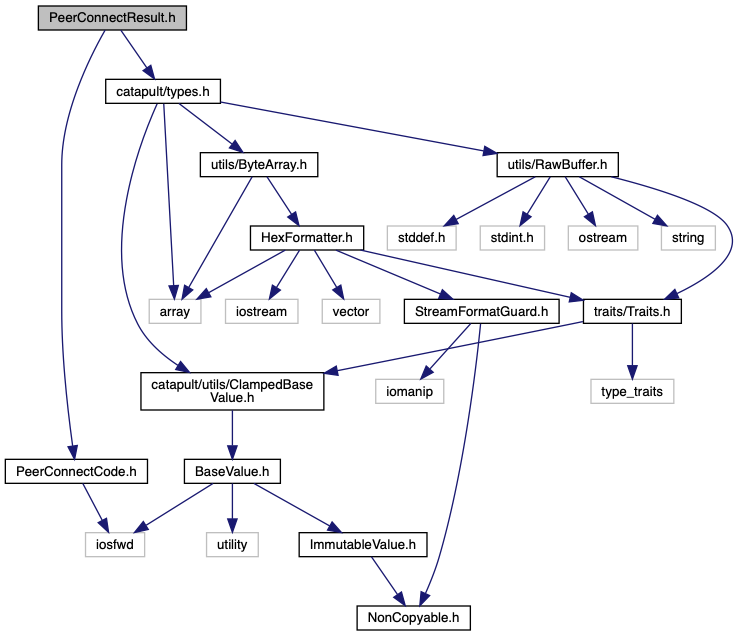 PeerConnectResult.h
catapult/types.h
utils/ByteArray.h
utils/RawBuffer.h
HexFormatter.h
stddef.h
stdint.h
ostream
string
array
iostream
vector
StreamFormatGuard.h
traits/Traits.h
catapult/utils/ClampedBase
Value.h
iomanip
type_traits
PeerConnectCode.h
BaseValue.h
iosfwd
utility
ImmutableValue.h
NonCopyable.h